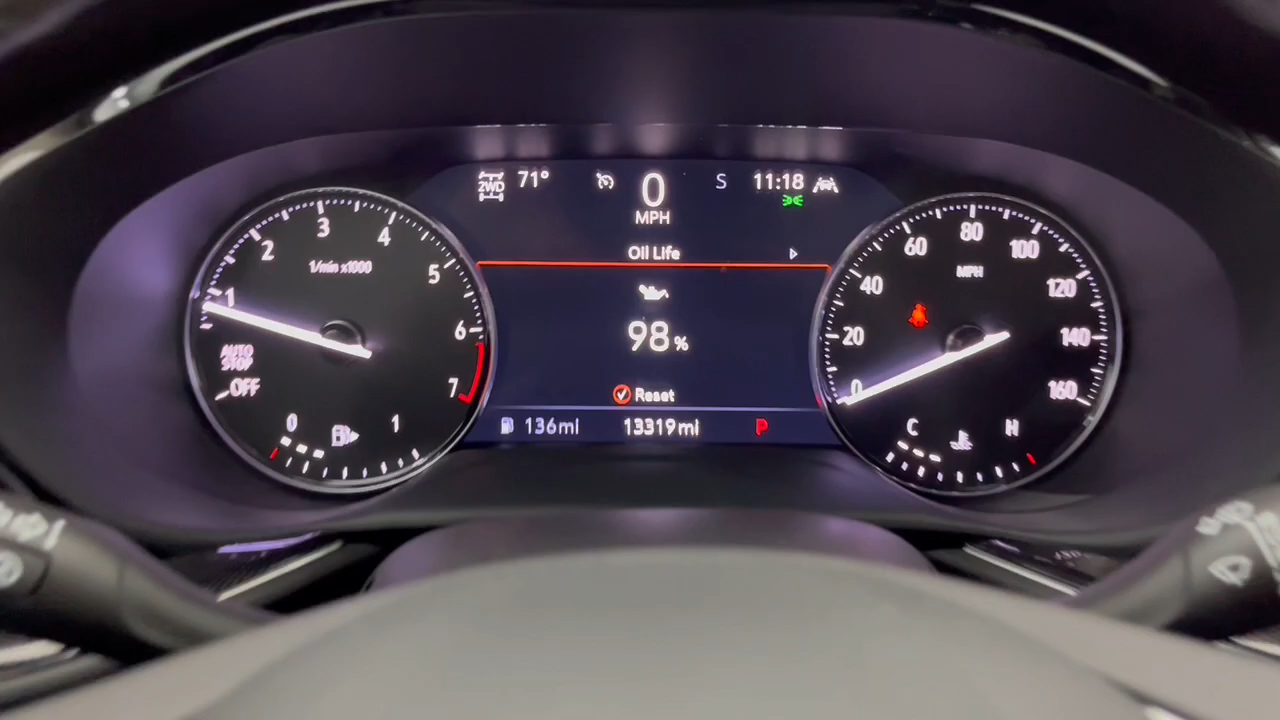 2WD 71° 0 S 11:18
MPH
Oil Life
98%
Reset
136mi 13319mi P
1 2 3 4 5 6 7
1/min x1000
AUTO
STOP
OFF
0 1
0 20 40 60 80 100 120 140 160
MPH
C H